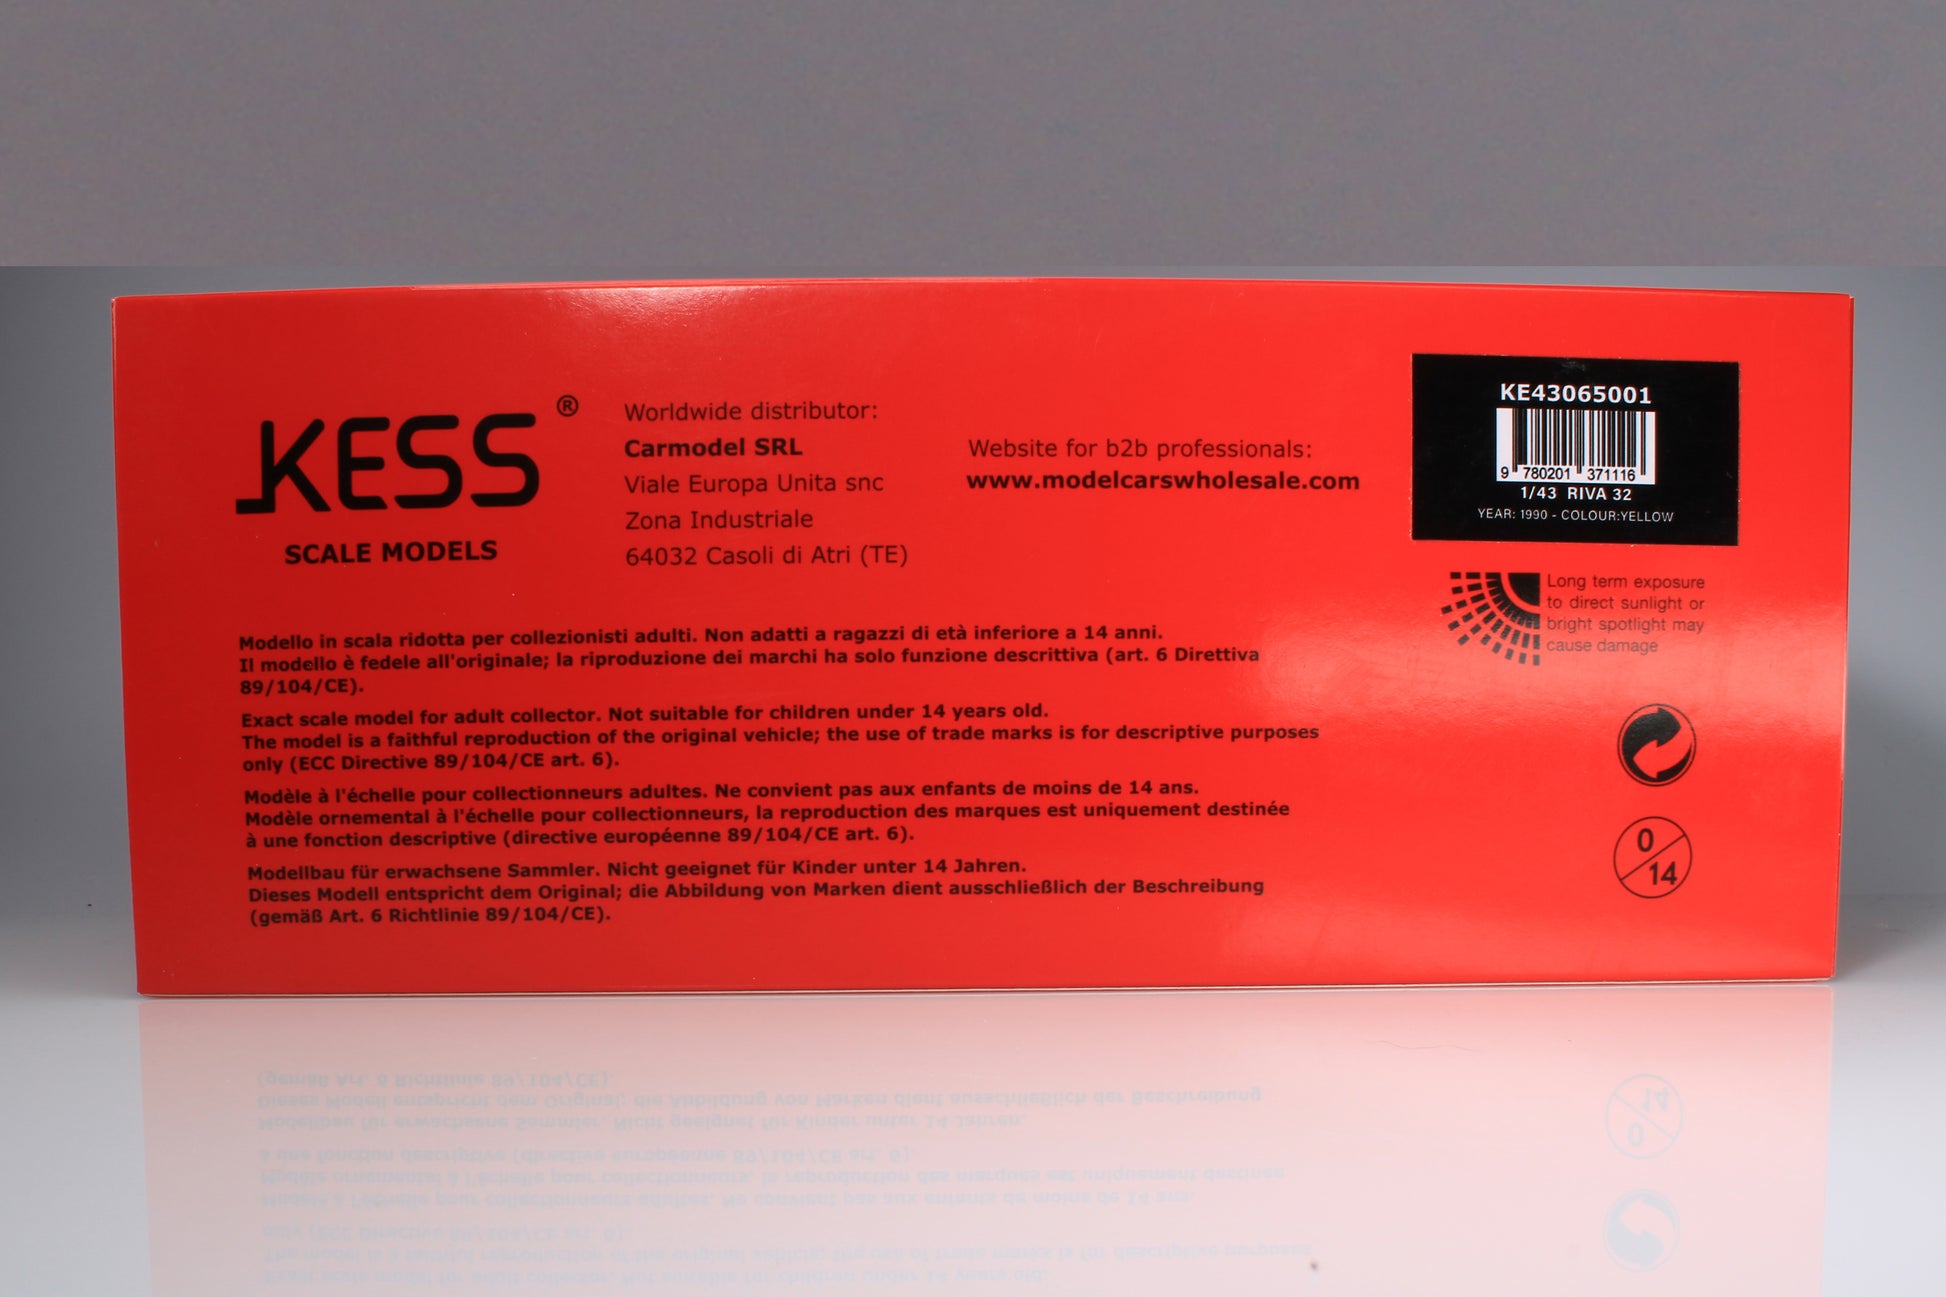 KESS®
SCALE MODELS
Worldwide distributor:
Carmodel SRL
Viale Europa Unita snc
Zona Industriale
64032 Casoli di Atri (TE)
Website for b2b professionals:
www.modelcarswholesale.com
KE43065001
9 780201 371116
1/43 RIVA 32
YEAR: 1990 - COLOUR:YELLOW
Long term exposure
to direct sunlight or
bright spotlight may
cause damage
Modello in scala ridotta per collezionisti adulti. Non adatti a ragazzi di età inferiore a 14 anni.
Il modello è fedele all'originale; la riproduzione dei marchi ha solo funzione descrittiva (art. 6 Direttiva
89/104/CE).
Exact scale model for adult collector. Not suitable for children under 14 years old.
The model is a faithful reproduction of the original vehicle; the use of trade marks is for descriptive purposes
only (ECC Directive 89/104/CE art. 6).
Modèle à l'échelle pour collectionneurs adultes. Ne convient pas aux enfants de moins de 14 ans.
Modèle ornemental à l'échelle pour collectionneurs, la reproduction des marques est uniquement destinée
à une fonction descriptive (directive européenne 89/104/CE art. 6).
Modellbau für erwachsene Sammler. Nicht geeignet für Kinder unter 14 Jahren.
Dieses Modell entspricht dem Original; die Abbildung von Marken dient ausschließlich der Beschreibung
(gemäß Art. 6 Richtlinie 89/104/CE).
0
14